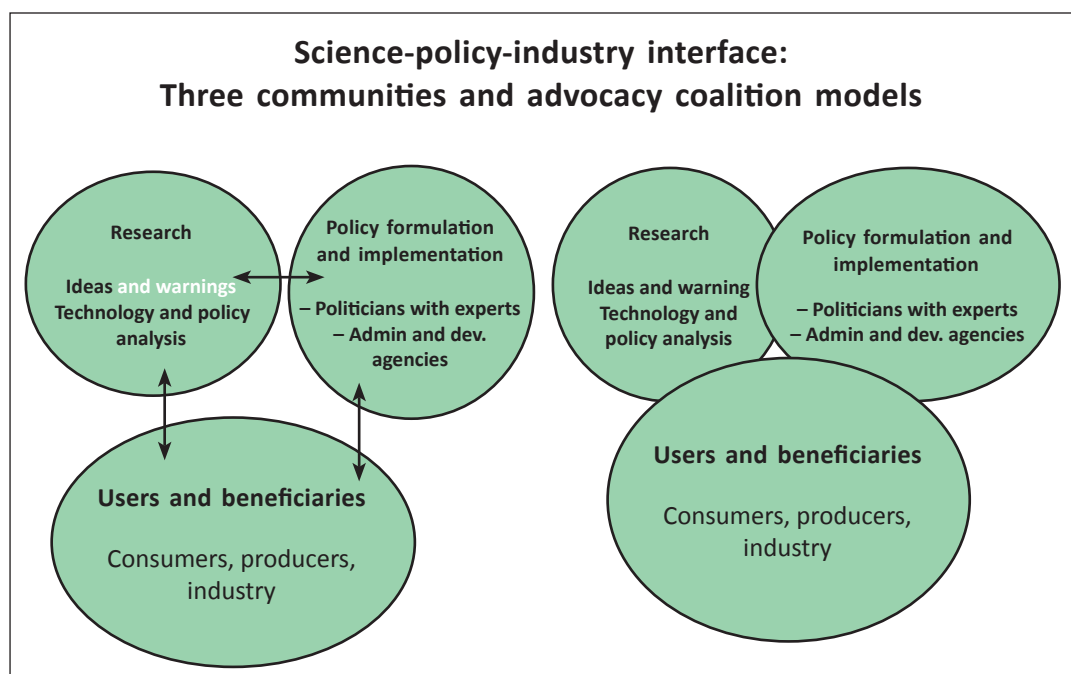 Science-policy-industry interface:
Three communities and advocacy coalition models
Research
Ideas and warnings
Technology and policy
analysis
Policy formulation
and implementation
– Politicians with experts
– Admin and dev.
agencies
Users and beneficiaries
Consumers, producers,
industry
Research
Ideas and warning
Technology and
policy analysis
Policy formulation and
implementation
– Politicians with experts
– Admin and dev. agencies
Users and beneficiaries
Consumers, producers,
industry